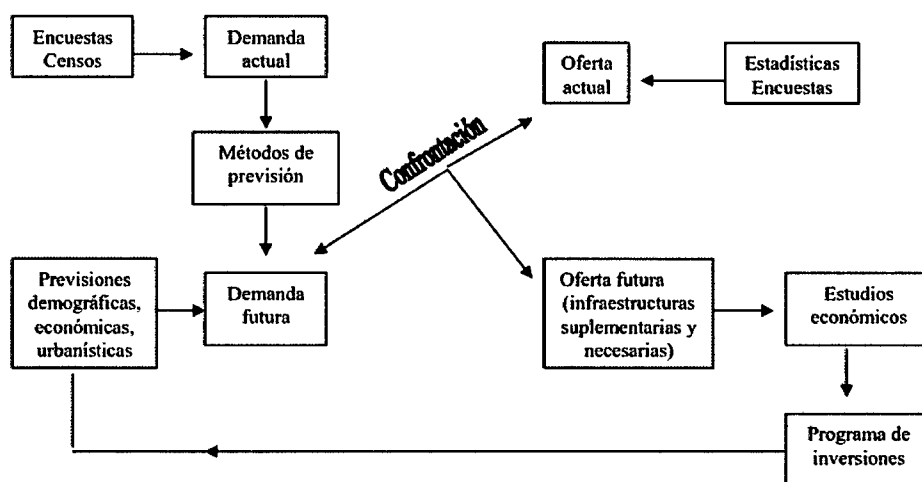 Encuestas
Censos
Demanda
actual
Oferta
actual
Estadísticas
Encuestas
Métodos de
previsión
Confrontación
Previsiones
demográficas,
económicas,
urbanísticas
Demanda
futura
Oferta futura
(infraestructuras
suplementarias y
necesarias)
Estudios
económicos
Programa de
inversiones